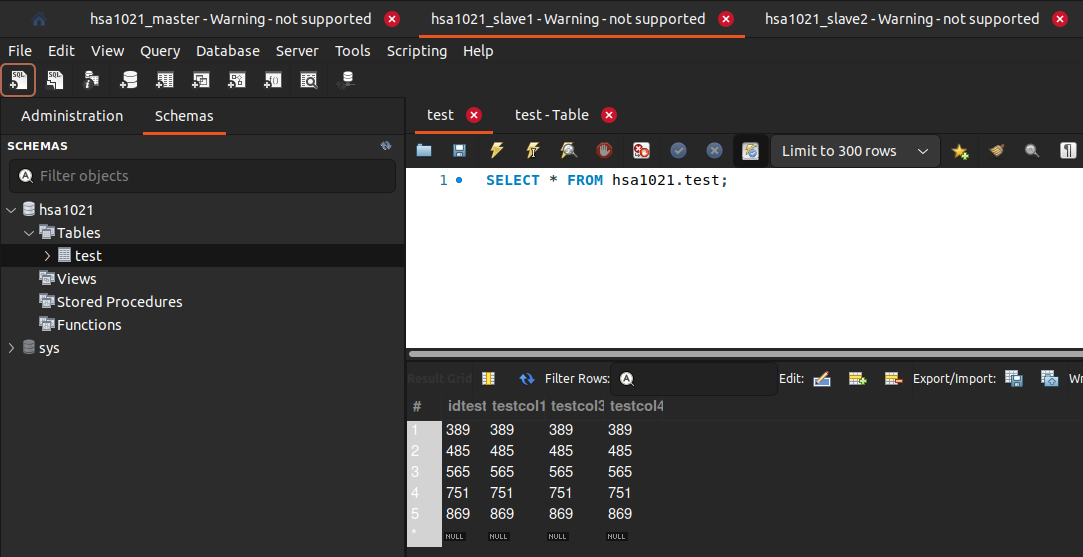 hsa1021_master - Warning - not supported hsa1021_slave1 - Warning - not supported hsa1021_slave2 - Warning - not supported
File Edit View Query Database Server Tools Scripting Help
Administration Schemas
test test - Table
SCHEMAS
Limit to 300 rows
Filter objects
1 SELECT * FROM hsa1021.test;
hsa1021
Tables
test
Views
Stored Procedures
Functions
sys
Result Grid Filter Rows: Edit: Export/Import: Wr
# idtest testcol1 testcol3 testcol4
1 389 389 389 389
2 485 485 485 485
3 565 565 565 565
4 751 751 751 751
5 869 869 869 869
* NULL NULL NULL NULL